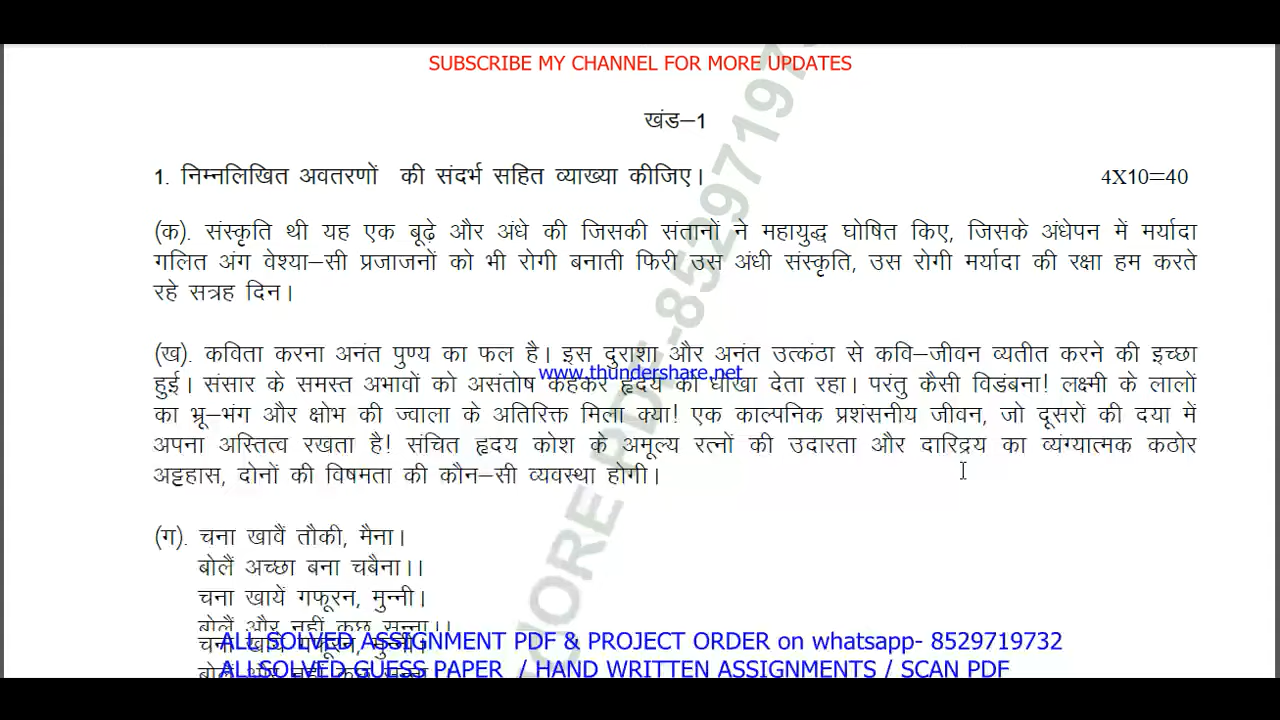 SUBSCRIBE MY CHANNEL FOR MORE UPDATES
खंड–1
1. निम्नलिखित अवतरणों की संदर्भ सहित व्याख्या कीजिए। 4X10=40
(क). संस्कृति थी यह एक बूढ़े और अंधे की जिसकी संतानों ने महायुद्ध घोषित किए, जिसके अंधेपन में मर्यादा
गलित अंग वेश्या–सी प्रजाजनों को भी रोगी बनाती फिरी उस अंधी संस्कृति, उस रोगी मर्यादा की रक्षा हम करते
रहे सत्रह दिन।
(ख). कविता करना अनंत पुण्य का फल है। इस दुराशा और अनंत उत्कंठा से कवि–जीवन व्यतीत करने की इच्छा
www.thundershare.net
हुई। संसार के समस्त अभावों को असंतोष कहकर हृदय को धोखा देता रहा। परंतु कैसी विडंबना! लक्ष्मी के लालों
का भ्रू–भंग और क्षोभ की ज्वाला के अतिरिक्त मिला क्या! एक काल्पनिक प्रशंसनीय जीवन, जो दूसरों की दया में
अपना अस्तित्व रखता है! संचित हृदय कोश के अमूल्य रत्नों की उदारता और दारिद्रय का व्यंग्यात्मक कठोर
अट्टहास, दोनों की विषमता की कौन–सी व्यवस्था होगी।
(ग). चना खावैं तौकी, मैना।
बोलैं अच्छा बना चबैना।।
चना खायें गफूरन, मुन्नी।
बोलैं और नहीं कुछ सुन्ना।।
ALL SOLVED ASSIGNMENT PDF & PROJECT ORDER on whatsapp- 8529719732
ALLSOLVED GUESS PAPER / HAND WRITTEN ASSIGNMENTS / SCAN PDF